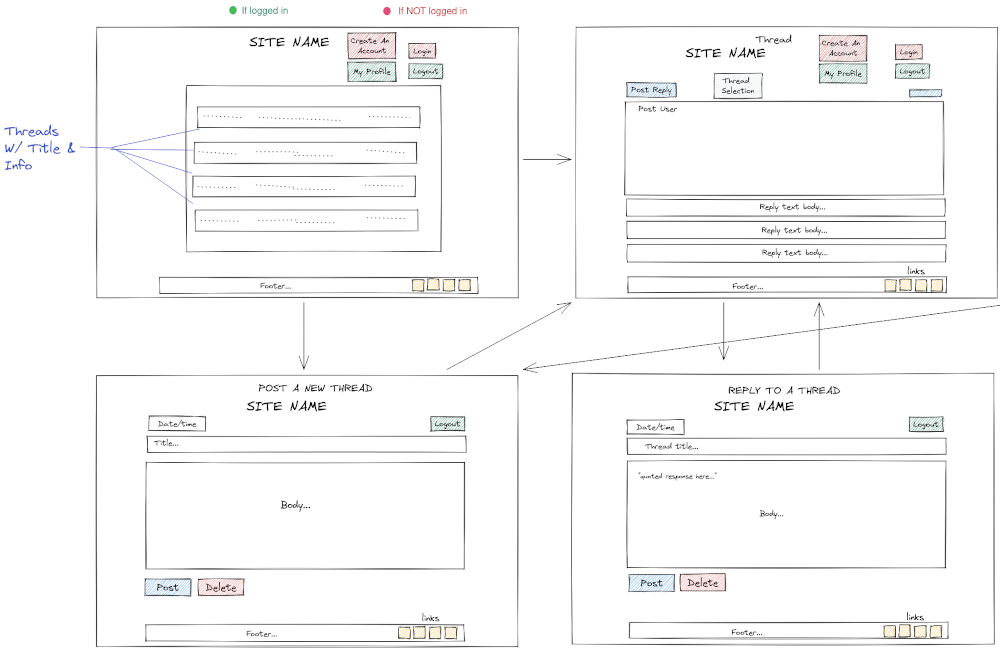 If logged in
If NOT logged in
SITE NAME
Create An
Account
Login
My Profile
Logout
Threads
W/ Title &
Info
Footer...
Thread
SITE NAME
Create An
Account
Login
My Profile
Logout
Post Reply
Thread
Selection
Post User
Reply text body...
Reply text body...
Reply text body...
links
Footer...
POST A NEW THREAD
SITE NAME
Date/time
Logout
Title...
Body...
Post
Delete
links
Footer...
REPLY TO A THREAD
SITE NAME
Date/time
Logout
Thread title...
"quoted response here..."
Body...
Post
Delete
links
Footer...